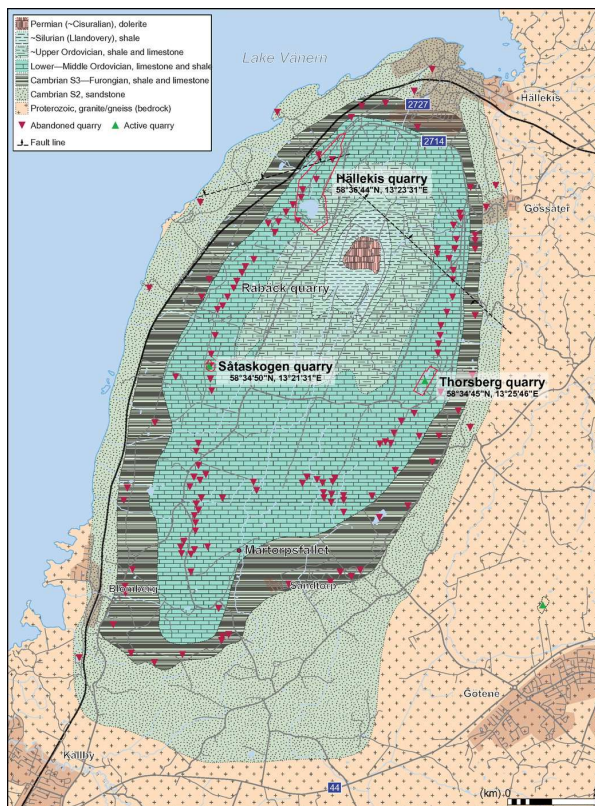 Permian (~Cisuralian), dolerite
~Silurian (Llandovery), shale
~Upper Ordovician, shale and limestone
Lower—Middle Ordovician, limestone and shale
Cambrian S3—Furongian, shale and limestone
Cambrian S2, sandstone
Proterozoic, granite/gneiss (bedrock)
Abandoned quarry Active quarry
Fault line
Lake Vänern
Hällekis
2727
2714
Hällekis quarry
58°36'44"N, 13°23'31"E
Gössäter
Råbäck quarry
Såtaskogen quarry
58°34'50"N, 13°21'31"E
Thorsberg quarry
58°34'45"N, 13°25'46"E
Mörtorpsfallet
Blomberg
Sandtorp
Götene
Källby
44
(km) 0